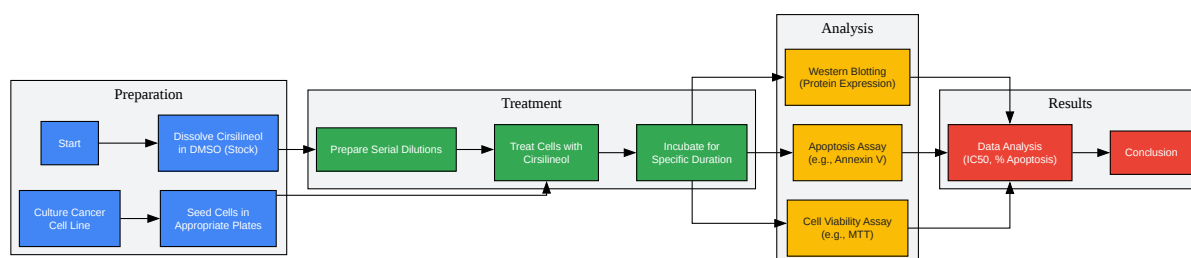 Preparation
Start
Dissolve Cirsilineol
in DMSO (Stock)
Culture Cancer
Cell Line
Seed Cells in
Appropriate Plates
Treatment
Prepare Serial Dilutions
Treat Cells with
Cirsilineol
Incubate for
Specific Duration
Analysis
Western Blotting
(Protein Expression)
Apoptosis Assay
(e.g., Annexin V)
Cell Viability Assay
(e.g., MTT)
Results
Data Analysis
(IC50, % Apoptosis)
Conclusion